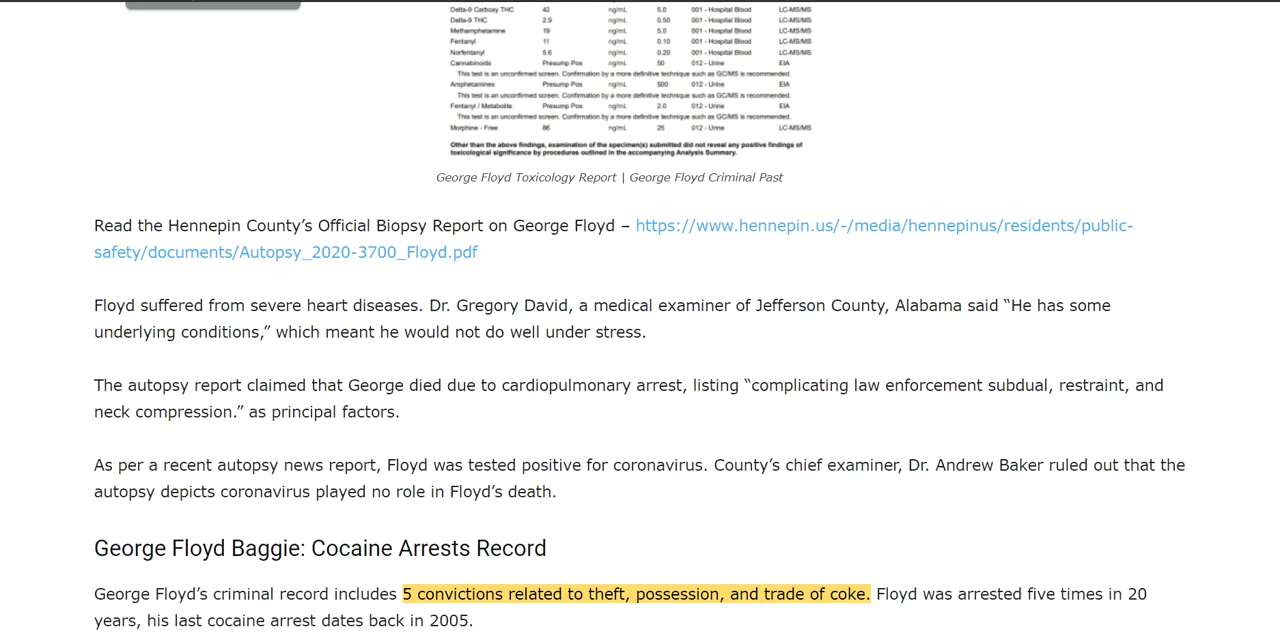 Delta-9 Carboxy THC 42 ng/mL 5.0 001 - Hospital Blood LC-MS/MS
Delta-9 THC 2.9 ng/mL 0.50 001 - Hospital Blood LC-MS/MS
Methamphetamine 19 ng/mL 5.0 001 - Hospital Blood LC-MS/MS
Fentanyl 11 ng/mL 0.10 001 - Hospital Blood LC-MS/MS
Norfentanyl 5.6 ng/mL 0.20 001 - Hospital Blood LC-MS/MS
Cannabinoids Presump Pos ng/mL 50 012 - Urine EIA
This test is an unconfirmed screen. Confirmation by a more definitive technique such as GC/MS is recommended.
Amphetamines Presump Pos ng/mL 500 012 - Urine EIA
This test is an unconfirmed screen. Confirmation by a more definitive technique such as GC/MS is recommended.
Fentanyl / Metabolite Presump Pos ng/mL 2.0 012 - Urine EIA
This test is an unconfirmed screen. Confirmation by a more definitive technique such as GC/MS is recommended.
Morphine - Free 86 ng/mL 25 012 - Urine LC-MS/MS
Other than the above findings, examination of the specimen(s) submitted did not reveal any positive findings of
toxicological significance by procedures outlined in the accompanying Analysis Summary.
George Floyd Toxicology Report | George Floyd Criminal Past
Read the Hennepin County’s Official Biopsy Report on George Floyd – https://www.hennepin.us/-/media/hennepinus/residents/public-
safety/documents/Autopsy_2020-3700_Floyd.pdf
Floyd suffered from severe heart diseases. Dr. Gregory David, a medical examiner of Jefferson County, Alabama said “He has some
underlying conditions,” which meant he would not do well under stress.
The autopsy report claimed that George died due to cardiopulmonary arrest, listing “complicating law enforcement subdual, restraint, and
neck compression.” as principal factors.
As per a recent autopsy news report, Floyd was tested positive for coronavirus. County’s chief examiner, Dr. Andrew Baker ruled out that the
autopsy depicts coronavirus played no role in Floyd’s death.
George Floyd Baggie: Cocaine Arrests Record
George Floyd’s criminal record includes 5 convictions related to theft, possession, and trade of coke. Floyd was arrested five times in 20
years, his last cocaine arrest dates back in 2005.